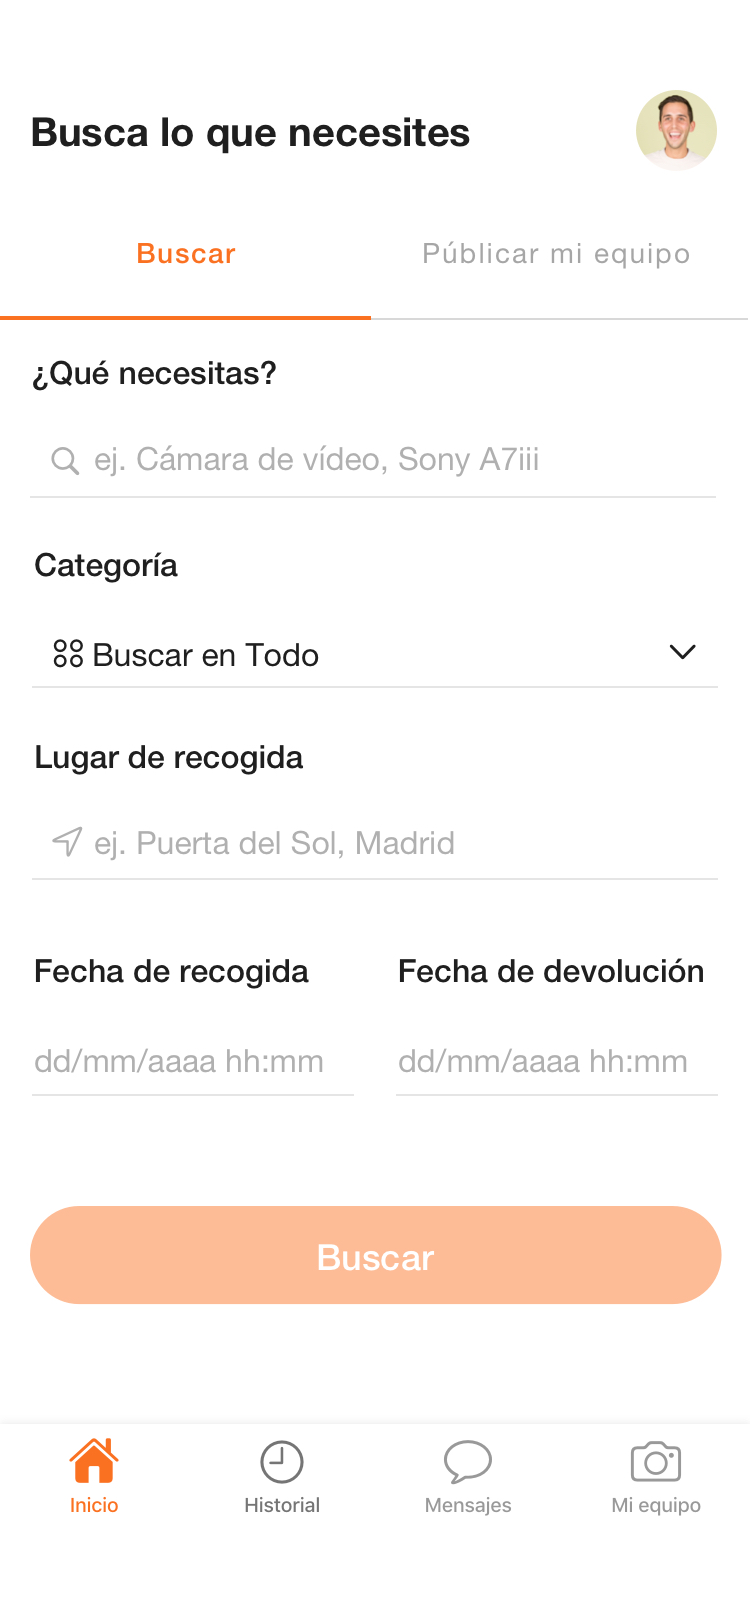 Busca lo que necesites
Buscar
Públicar mi equipo
¿Qué necesitas?
ej. Cámara de vídeo, Sony A7iii
Categoría
Buscar en Todo
Lugar de recogida
ej. Puerta del Sol, Madrid
Fecha de recogida
Fecha de devolución
dd/mm/aaaa hh:mm
dd/mm/aaaa hh:mm
Buscar
Inicio
Historial
Mensajes
Mi equipo